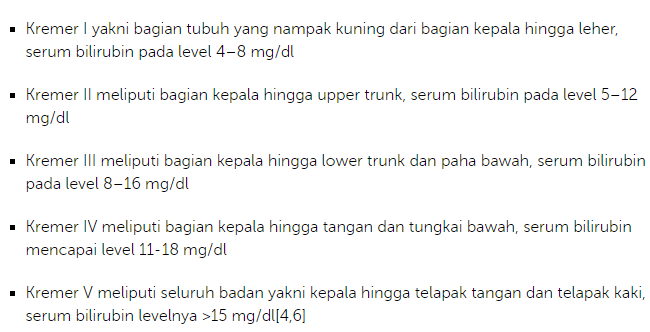 ▪ Kremer I yakni bagian tubuh yang nampak kuning dari bagian kepala hingga leher,
serum bilirubin pada level 4–8 mg/dl
▪ Kremer II meliputi bagian kepala hingga upper trunk, serum bilirubin pada level 5–12
mg/dl
▪ Kremer III meliputi bagian kepala hingga lower trunk dan paha bawah, serum bilirubin
pada level 8–16 mg/dl
▪ Kremer IV meliputi bagian kepala hingga tangan dan tungkai bawah, serum bilirubin
mencapai level 11-18 mg/dl
▪ Kremer V meliputi seluruh badan yakni kepala hingga telapak tangan dan telapak kaki,
serum bilirubin levelnya >15 mg/dl[4,6]